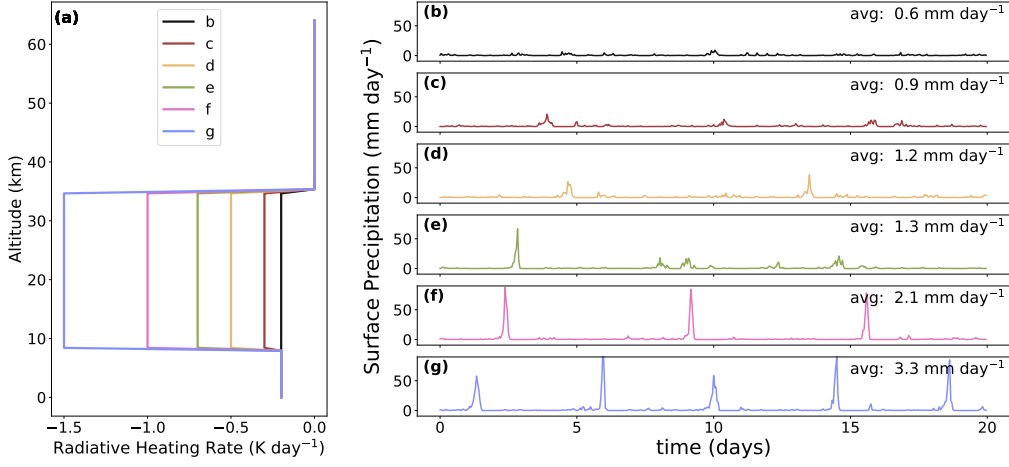 (a)
b
c
d
e
f
g
60
50
40
30
20
10
0
Altitude (km)
−1.5 −1.0 −0.5 0.0
Radiative Heating Rate (K day⁻¹)
Surface Precipitation (mm day⁻¹)
(b) avg: 0.6 mm day⁻¹
50
0
(c) avg: 0.9 mm day⁻¹
50
0
(d) avg: 1.2 mm day⁻¹
50
0
(e) avg: 1.3 mm day⁻¹
50
0
(f) avg: 2.1 mm day⁻¹
50
0
(g) avg: 3.3 mm day⁻¹
50
0
0 5 10 15 20
time (days)